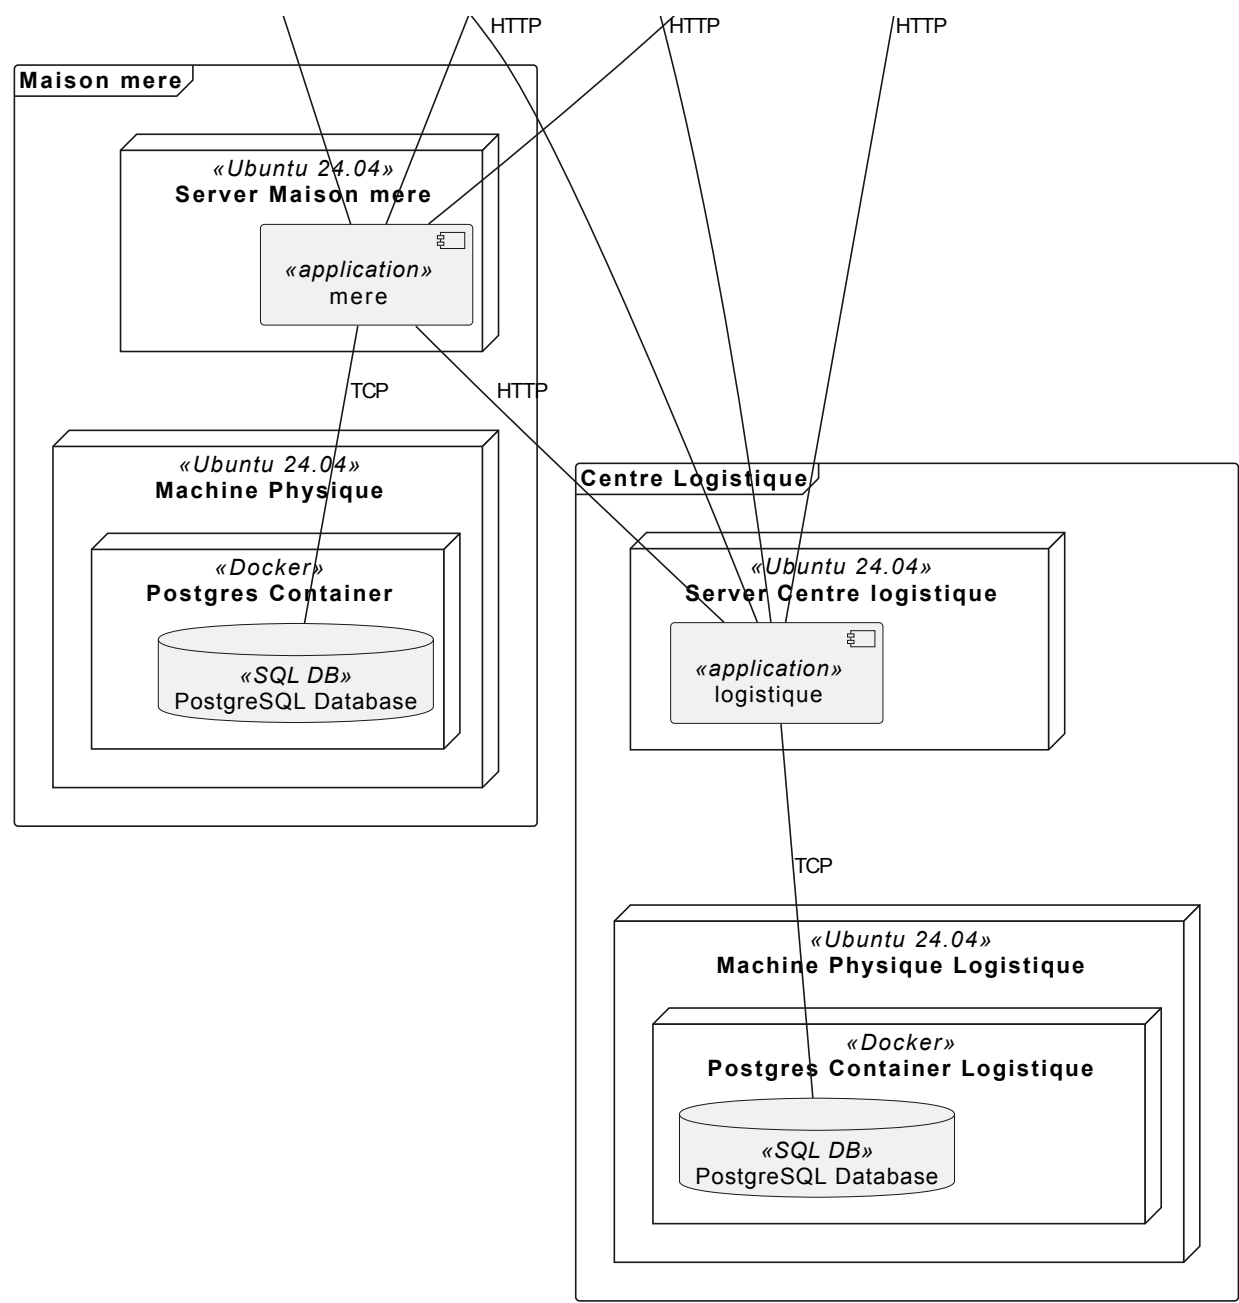 HTTP
HTTP
HTTP
Maison mere
«Ubuntu 24.04»
Server Maison mere
«application»
mere
TCP
HTTP
«Ubuntu 24.04»
Machine Physique
«Docker»
Postgres Container
«SQL DB»
PostgreSQL Database
Centre Logistique
«Ubuntu 24.04»
Server Centre logistique
«application»
logistique
TCP
«Ubuntu 24.04»
Machine Physique Logistique
«Docker»
Postgres Container Logistique
«SQL DB»
PostgreSQL Database